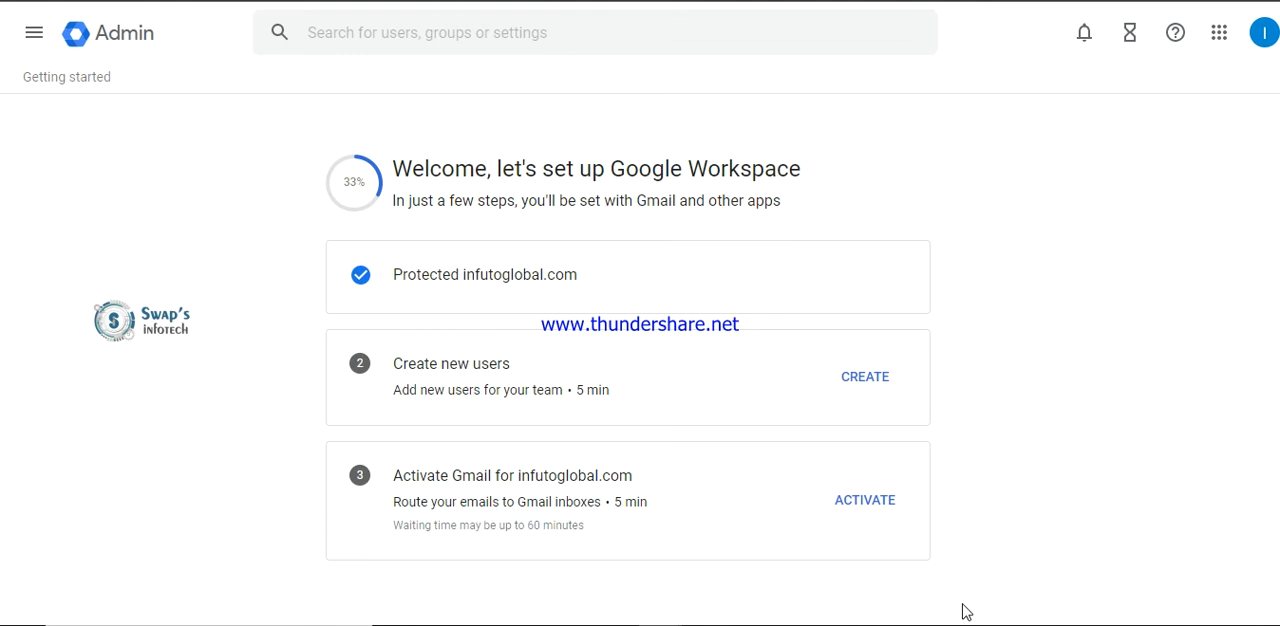 Admin
Search for users, groups or settings
I
Getting started
33%
Welcome, let's set up Google Workspace
In just a few steps, you'll be set with Gmail and other apps
Protected infutoglobal.com
S
Swap's
Infotech
www.thundershare.net
2
Create new users
Add new users for your team • 5 min
CREATE
3
Activate Gmail for infutoglobal.com
Route your emails to Gmail inboxes • 5 min
Waiting time may be up to 60 minutes
ACTIVATE